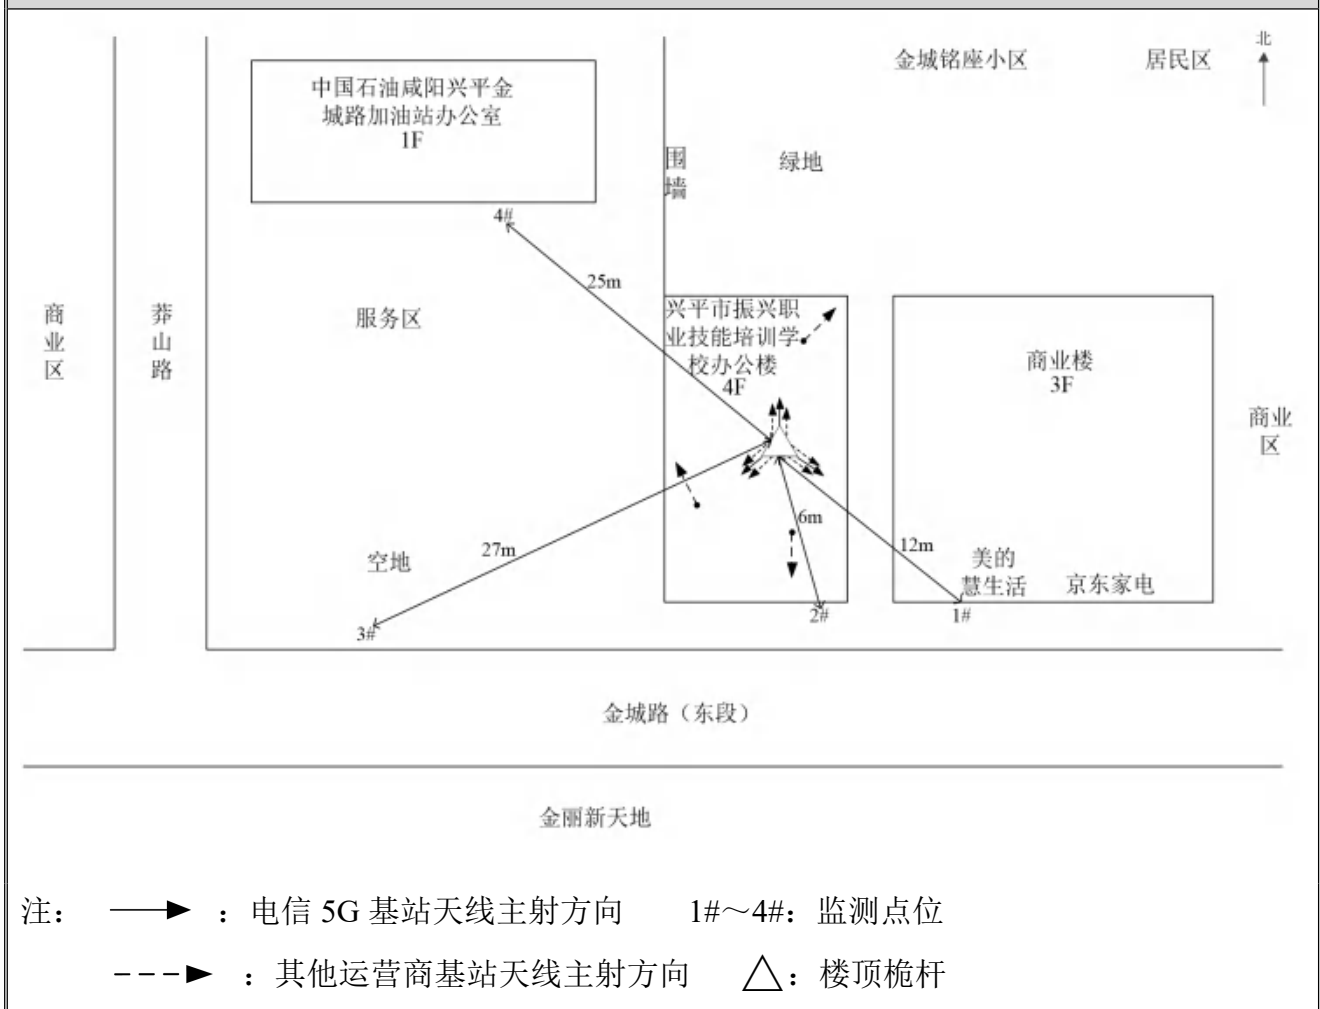 金城铭座小区
居民区
北
中国石油咸阳兴平金
城路加油站办公室
1F
围
墙
绿地
4#
25m
服务区
商
业
区
莽
山
路
兴平市振兴职
业技能培训学
校办公楼
4F
商业楼
3F
商业
区
6m
12m
27m
空地
美的
慧生活
京东家电
3#
2#
1#
金城路（东段）
金丽新天地
注： ：电信 5G 基站天线主射方向 1#～4#：监测点位
：其他运营商基站天线主射方向 ：楼顶桅杆